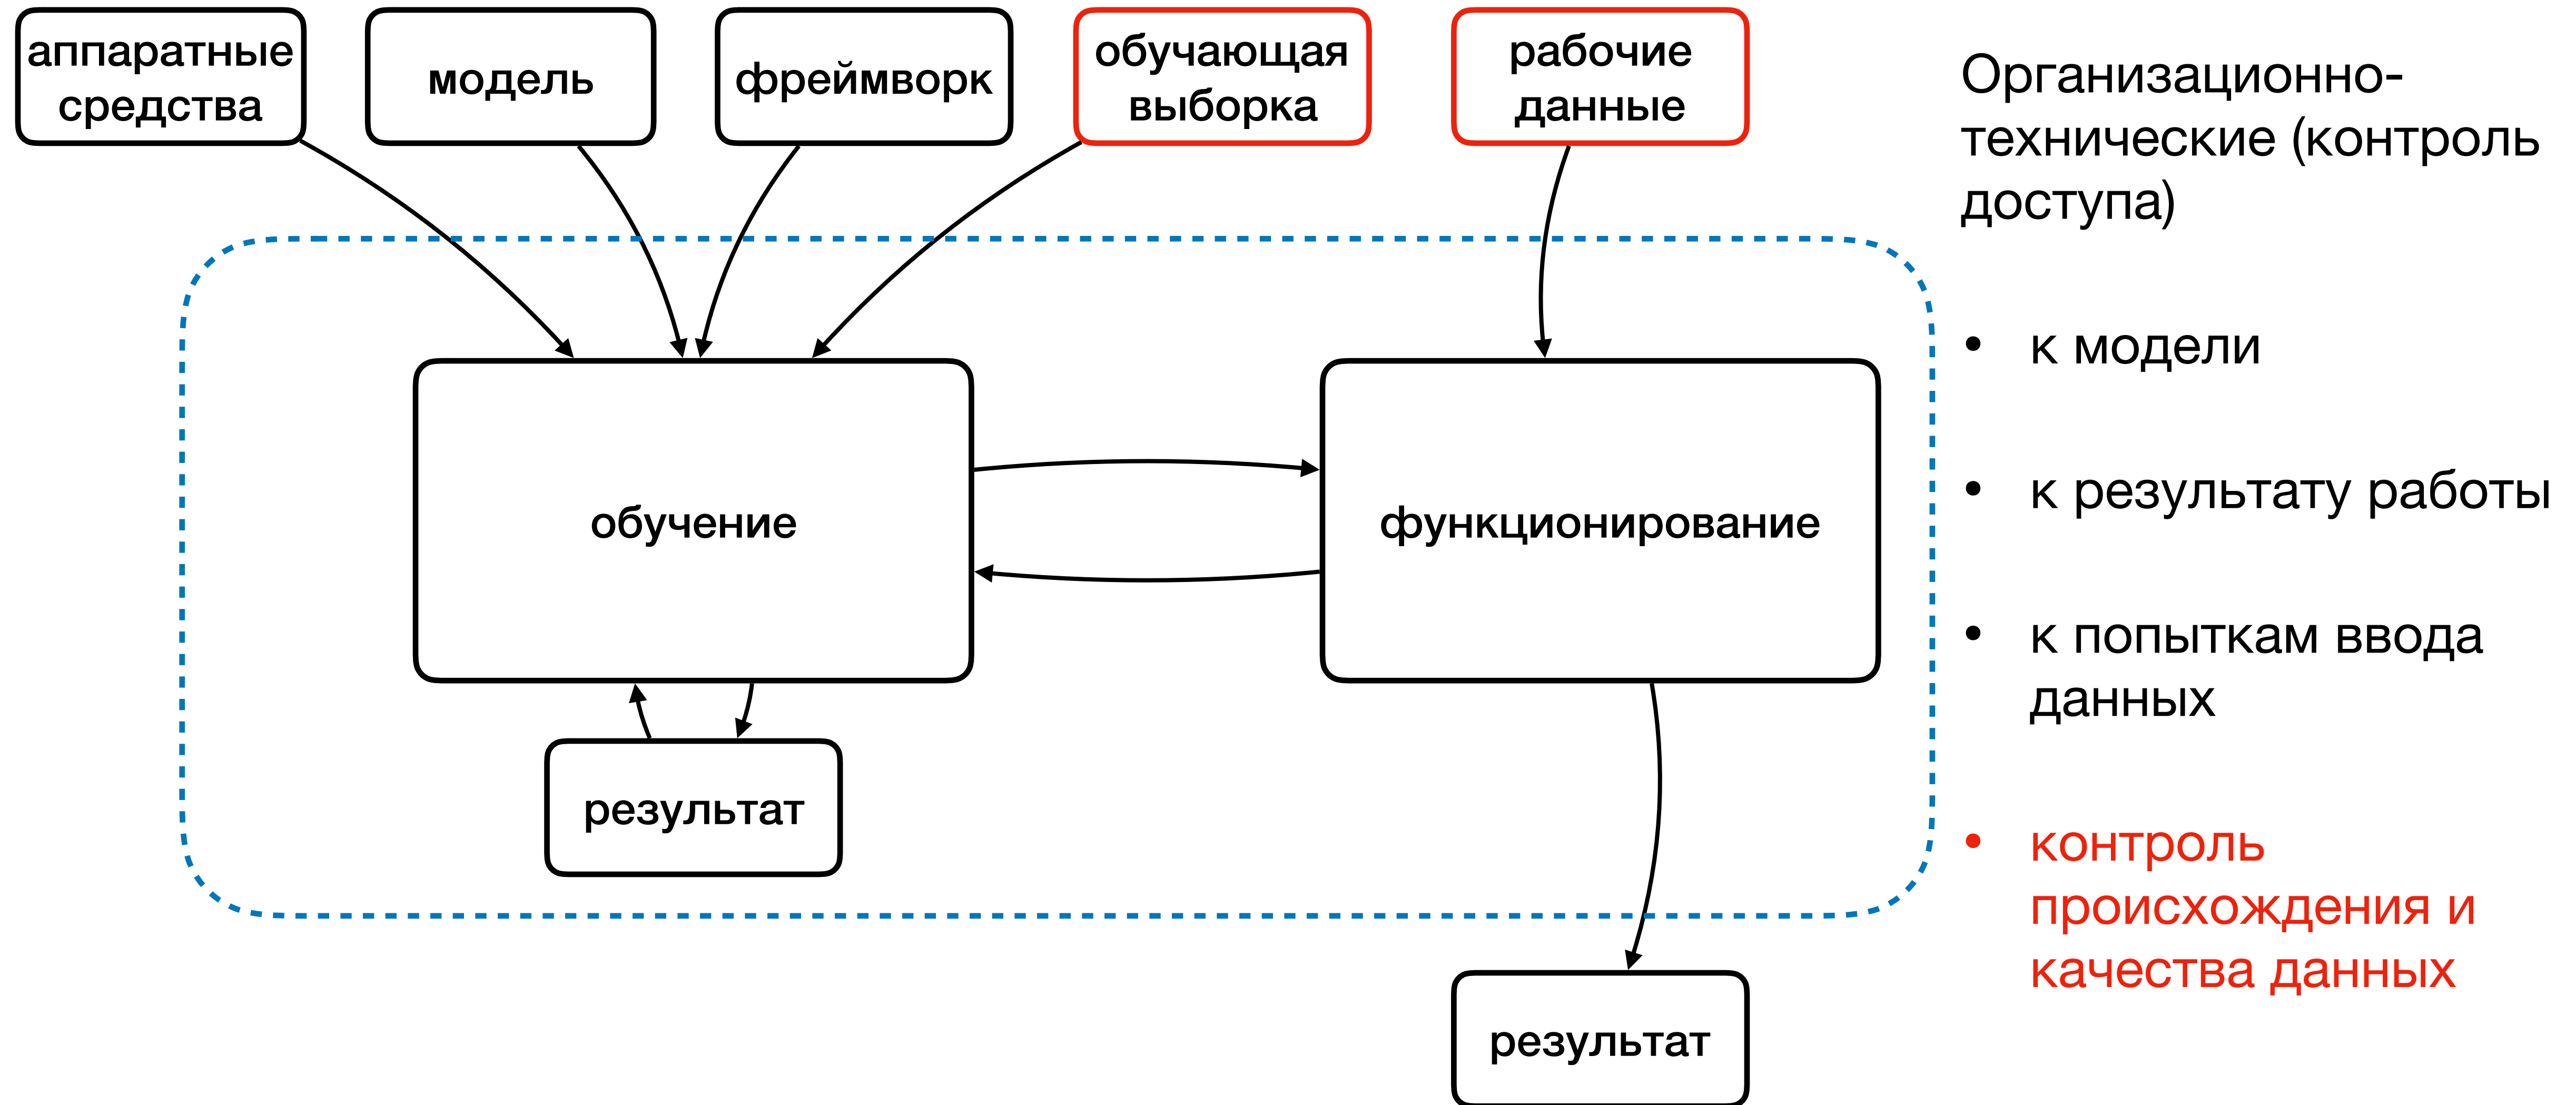 аппаратные
средства
модель
фреймворк
обучающая
выборка
рабочие
данные
обучение
функционирование
результат
результат
Организационно-
технические (контроль
доступа)
• к модели
• к результату работы
• к попыткам ввода
данных
• контроль
происхождения и
качества данных